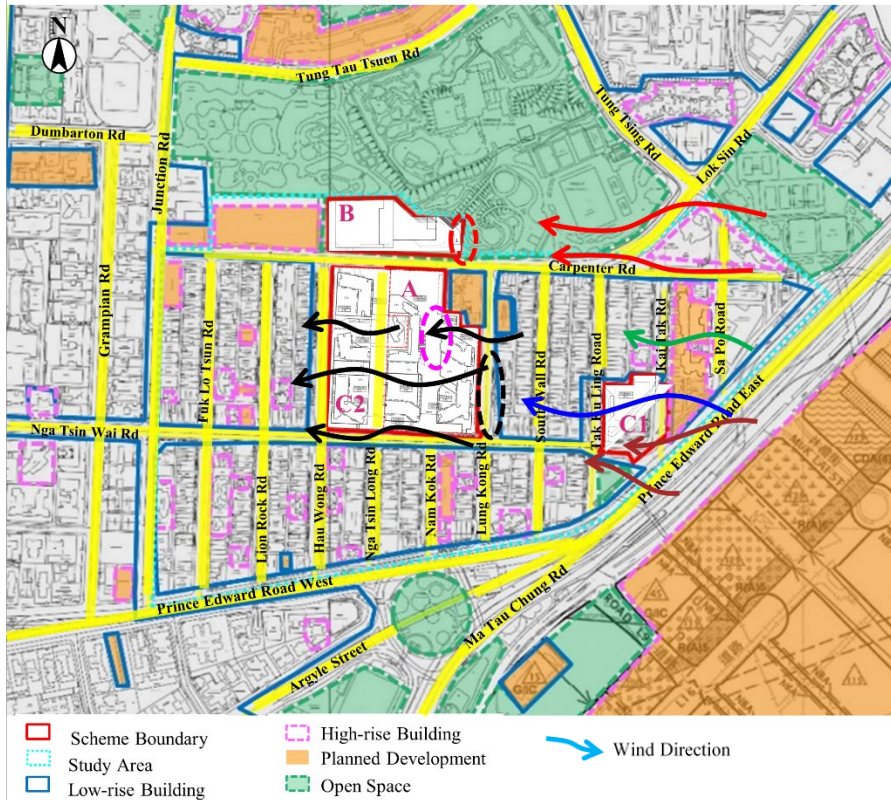 N
Tung Tau Tsuen Rd
Tung Tsing Rd
Lok Sin Rd
Dumbarton Rd
Junction Rd
Grampian Rd
B
Carpenter Rd
A
Fuk Lo Tsun Rd
South Wall Rd
Tak Ku Ling Road
Kai Tak Rd
Sa Po Road
C2
C1
Nga Tsin Wai Rd
Lion Rock Rd
Hau Wong Rd
Nga Tsin Long Rd
Nam Kok Rd
Lung Kong Rd
Prince Edward Road East
Prince Edward Road West
Argyle Street
Ma Tau Chung Rd
ROAD L9
G/IC
G/IC
Scheme Boundary
Study Area
Low-rise Building
High-rise Building
Planned Development
Open Space
Wind Direction